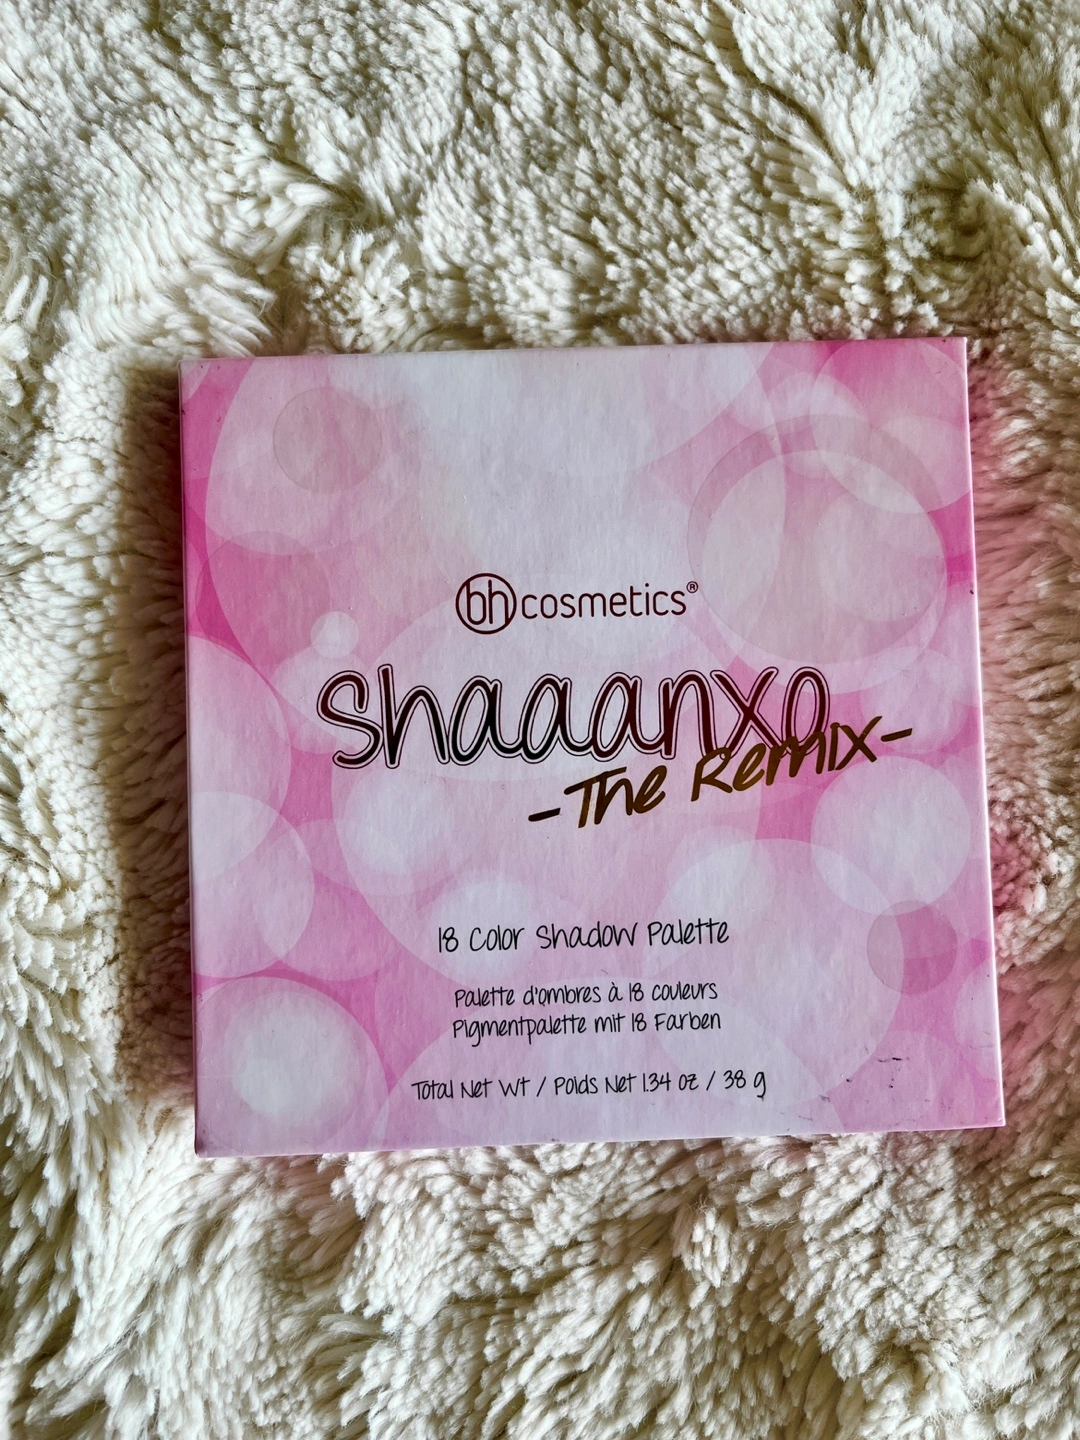 bh cosmetics®
shaaanxo
-The Remix-
18 Color Shadow Palette
Palette d'ombres à 18 couleurs
Pigmentpalette mit 18 Farben
Total Net Wt / Poids Net 1.34 oz / 38 g